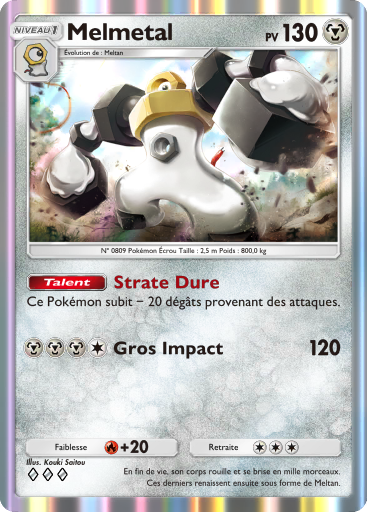 NIVEAU 1
Melmetal
PV 130
Évolution de : Meltan
N° 0809 Pokémon Écrou Taille : 2,5 m Poids : 800,0 kg
Talent Strate Dure
Ce Pokémon subit − 20 dégâts provenant des attaques.
Gros Impact 120
Faiblesse +20 Retraite
Illus. Kouki Saitou
En fin de vie, son corps rouille et se brise en mille morceaux.
Ces derniers renaissent ensuite sous forme de Meltan.